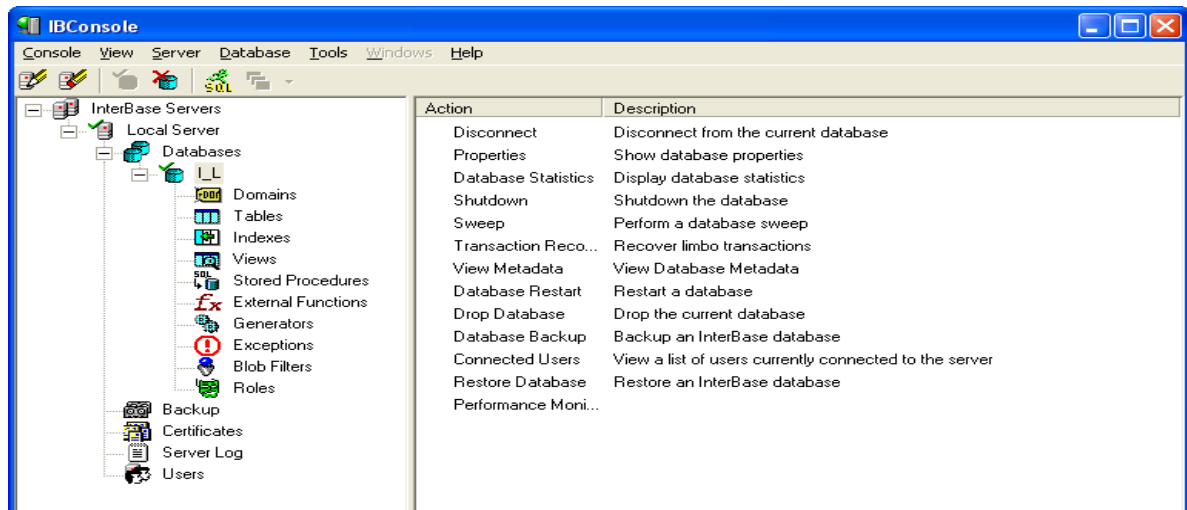 IBConsole
Console View Server Database Tools Windows Help
SQL
InterBase Servers
Local Server
Databases
I_L
Domains
Tables
Indexes
Views
Stored Procedures
External Functions
Generators
Exceptions
Blob Filters
Roles
Backup
Certificates
Server Log
Users
Action Description
Disconnect Disconnect from the current database
Properties Show database properties
Database Statistics Display database statistics
Shutdown Shutdown the database
Sweep Perform a database sweep
Transaction Reco... Recover limbo transactions
View Metadata View Database Metadata
Database Restart Restart a database
Drop Database Drop the current database
Database Backup Backup an InterBase database
Connected Users View a list of users currently connected to the server
Restore Database Restore an InterBase database
Performance Moni...